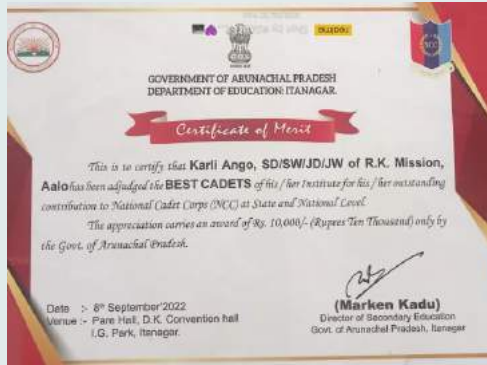 NCC
GOVERNMENT OF ARUNACHAL PRADESH
DEPARTMENT OF EDUCATION: ITANAGAR.
Certificate of Merit
This is to certify that Karli Ango, SD/SW/JD/JW of R.K. Mission,
Aalo has been adjudged the BEST CADETS of his/her Institute for his/her outstanding
contribution to National Cadet Corps (NCC) at State and National Level.
The appreciation carries an award of Rs. 10,000/- (Rupees Ten Thousand) only by
the Govt. of Arunachal Pradesh.
Date :- 8th September'2022
Venue :- Pare Hall, D.K. Convention hall
I.G. Park, Itanagar.
(Marken Kadu)
Director of Secondary Education
Govt. of Arunachal Pradesh, Itanagar